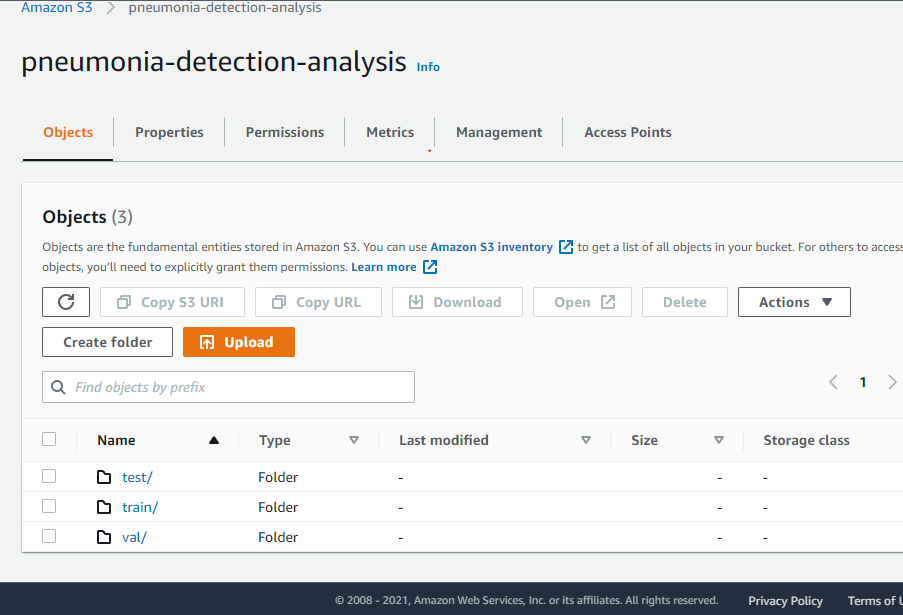 Amazon S3 > pneumonia-detection-analysis
pneumonia-detection-analysis Info
Objects Properties Permissions Metrics Management Access Points
Objects (3)
Objects are the fundamental entities stored in Amazon S3. You can use Amazon S3 inventory to get a list of all objects in your bucket. For others to access
objects, you'll need to explicitly grant them permissions. Learn more
Copy S3 URI Copy URL Download Open Delete Actions
Create folder Upload
Find objects by prefix
1
Name Type Last modified Size Storage class
test/ Folder - - -
train/ Folder - - -
val/ Folder - - -
© 2008 - 2021, Amazon Web Services, Inc. or its affiliates. All rights reserved. Privacy Policy Terms of